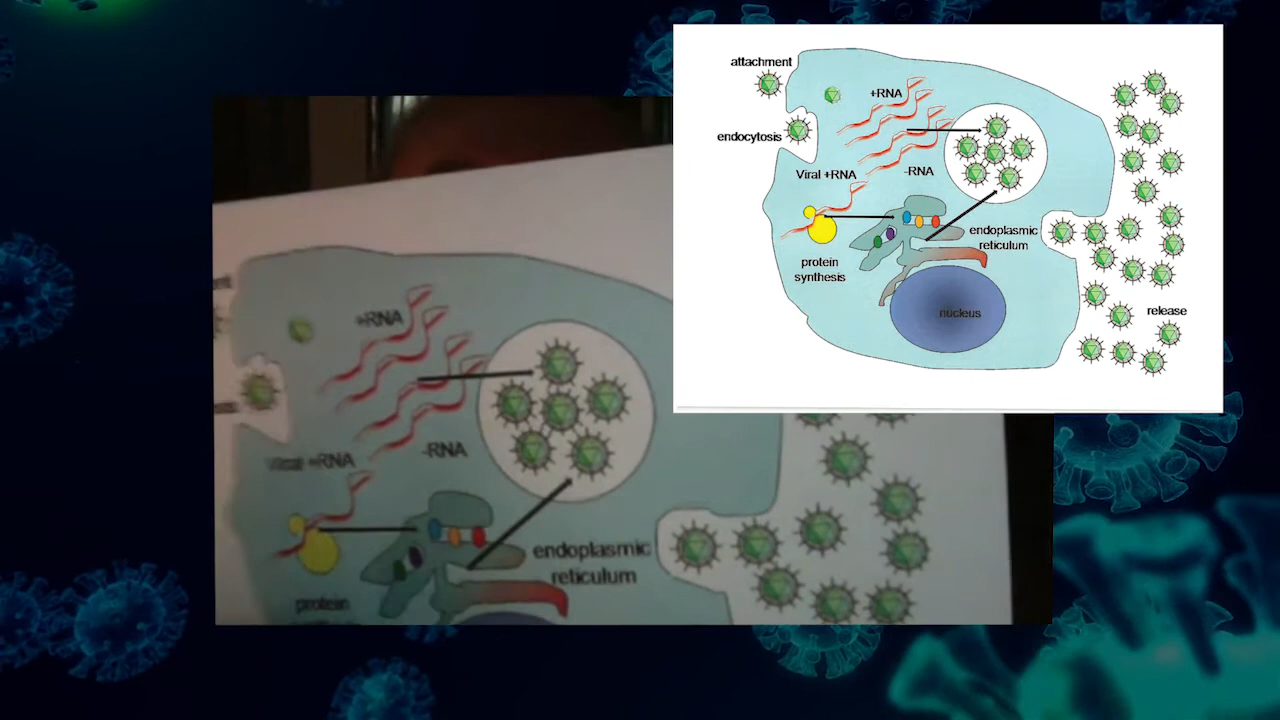 attachment
+RNA
endocytosis
Viral +RNA
-RNA
endoplasmic
reticulum
protein
synthesis
nucleus
release
+RNA
Viral +RNA
-RNA
endoplasmic
reticulum
protein